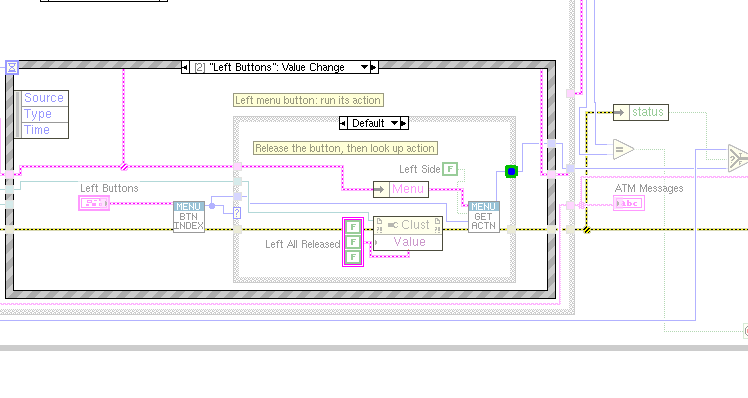 [2] "Left Buttons": Value Change
Source
Type
Time
Left menu button: run its action
Default
Release the button, then look up action
Left Side
F
Menu
Left Buttons
MENU
BTN
INDEX
?
MENU
GET
ACTN
Left All Released
F
F
F
?!
Clust
?!
Value
status
=
ATM Messages
abc